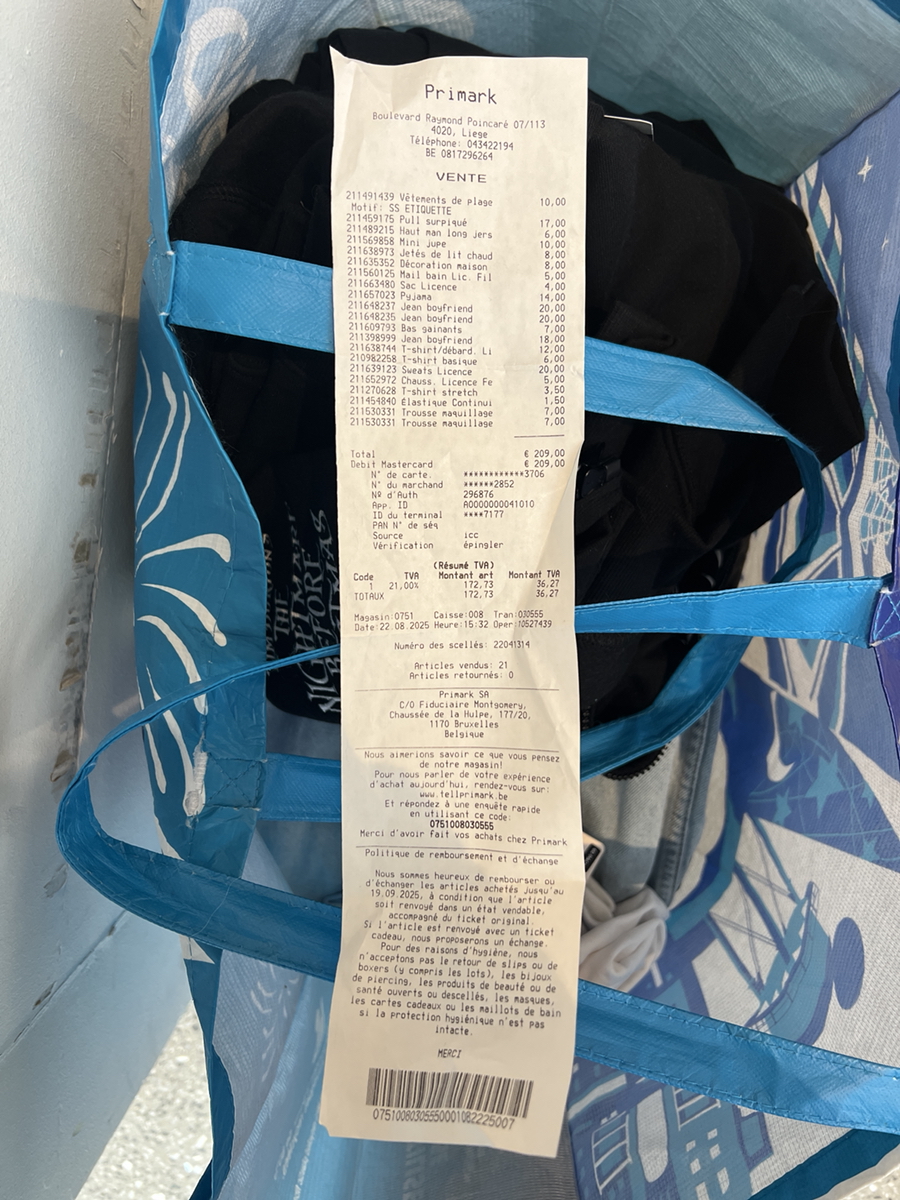 Primark
Boulevard Raymond Poincaré 07/113
4020, Liege
Téléphone: 043422194
BE 0817296264
VENTE
211491439 Vêtements de plage 10,00
Motif: SS ETIQUETTE
211459175 Pull surpiqué 17,00
211489215 Haut man long jers 6,00
211569858 Mini jupe 10,00
211638973 Jetés de lit chaud 8,00
211635352 Décoration maison 8,00
211560125 Mail bain Lic. Fil 5,00
211663480 Sac Licence 4,00
211657023 Pyjama 14,00
211648237 Jean boyfriend 20,00
211648235 Jean boyfriend 20,00
211609793 Bas gainants 7,00
211398999 Jean boyfriend 18,00
211638744 T-shirt/débard. Li 12,00
210982258 T-shirt basique 6,00
211639123 Sweats Licence 20,00
211652972 Chauss. Licence Fe 5,00
211270628 T-shirt stretch 3,50
211454840 Élastique Continui 1,50
211530331 Trousse maquillage 7,00
211530331 Trousse maquillage 7,00
Total € 209,00
Debit Mastercard € 209,00
N° de carte. ************3706
N° du marchand ******2852
Nº d'Auth 296876
App. ID A0000000041010
ID du terminal ****7177
PAN N° de séq
Source icc
Vérification épingler
(Résumé TVA)
Code TVA Montant art Montant TVA
1 21,00% 172,73 36,27
TOTAUX 172,73 36,27
Magasin:0751 Caisse:008 Tran:030555
Date:22.08.2025 Heure:15:32 Oper:10527439
Numéro des scellés: 22041314
Articles vendus: 21
Articles retournés: 0
Primark SA
C/O Fiduciaire Montgomery,
Chaussée de la Hulpe, 177/20,
1170 Bruxelles
Belgique
Nous aimerions savoir ce que vous pensez
de notre magasin!
Pour nous parler de votre expérience
d'achat aujourd'hui, rendez-vous sur:
www.tellprimark.be
Et répondez à une enquête rapide
en utilisant ce code:
0751008030555
Merci d'avoir fait vos achats chez Primark
Politique de remboursement et d'échange
Nous sommes heureux de rembourser ou
d'échanger les articles achetés jusqu'au
19.09.2025, à condition que l'article
soit renvoyé dans un état vendable,
accompagné du ticket original.
Si l'article est renvoyé avec un ticket
cadeau, nous proposerons un échange.
Pour des raisons d'hygiène, nous
n'acceptons pas le retour de slips ou de
boxers (y compris les lots), les bijoux
de piercing, les produits de beauté ou de
santé ouverts ou descellés, les masques,
les cartes cadeaux ou les maillots de bain
si la protection hygiénique n'est pas
intacte.
MERCI
07510080305550001082225007
THE
NIGHTMARE
BEFORE